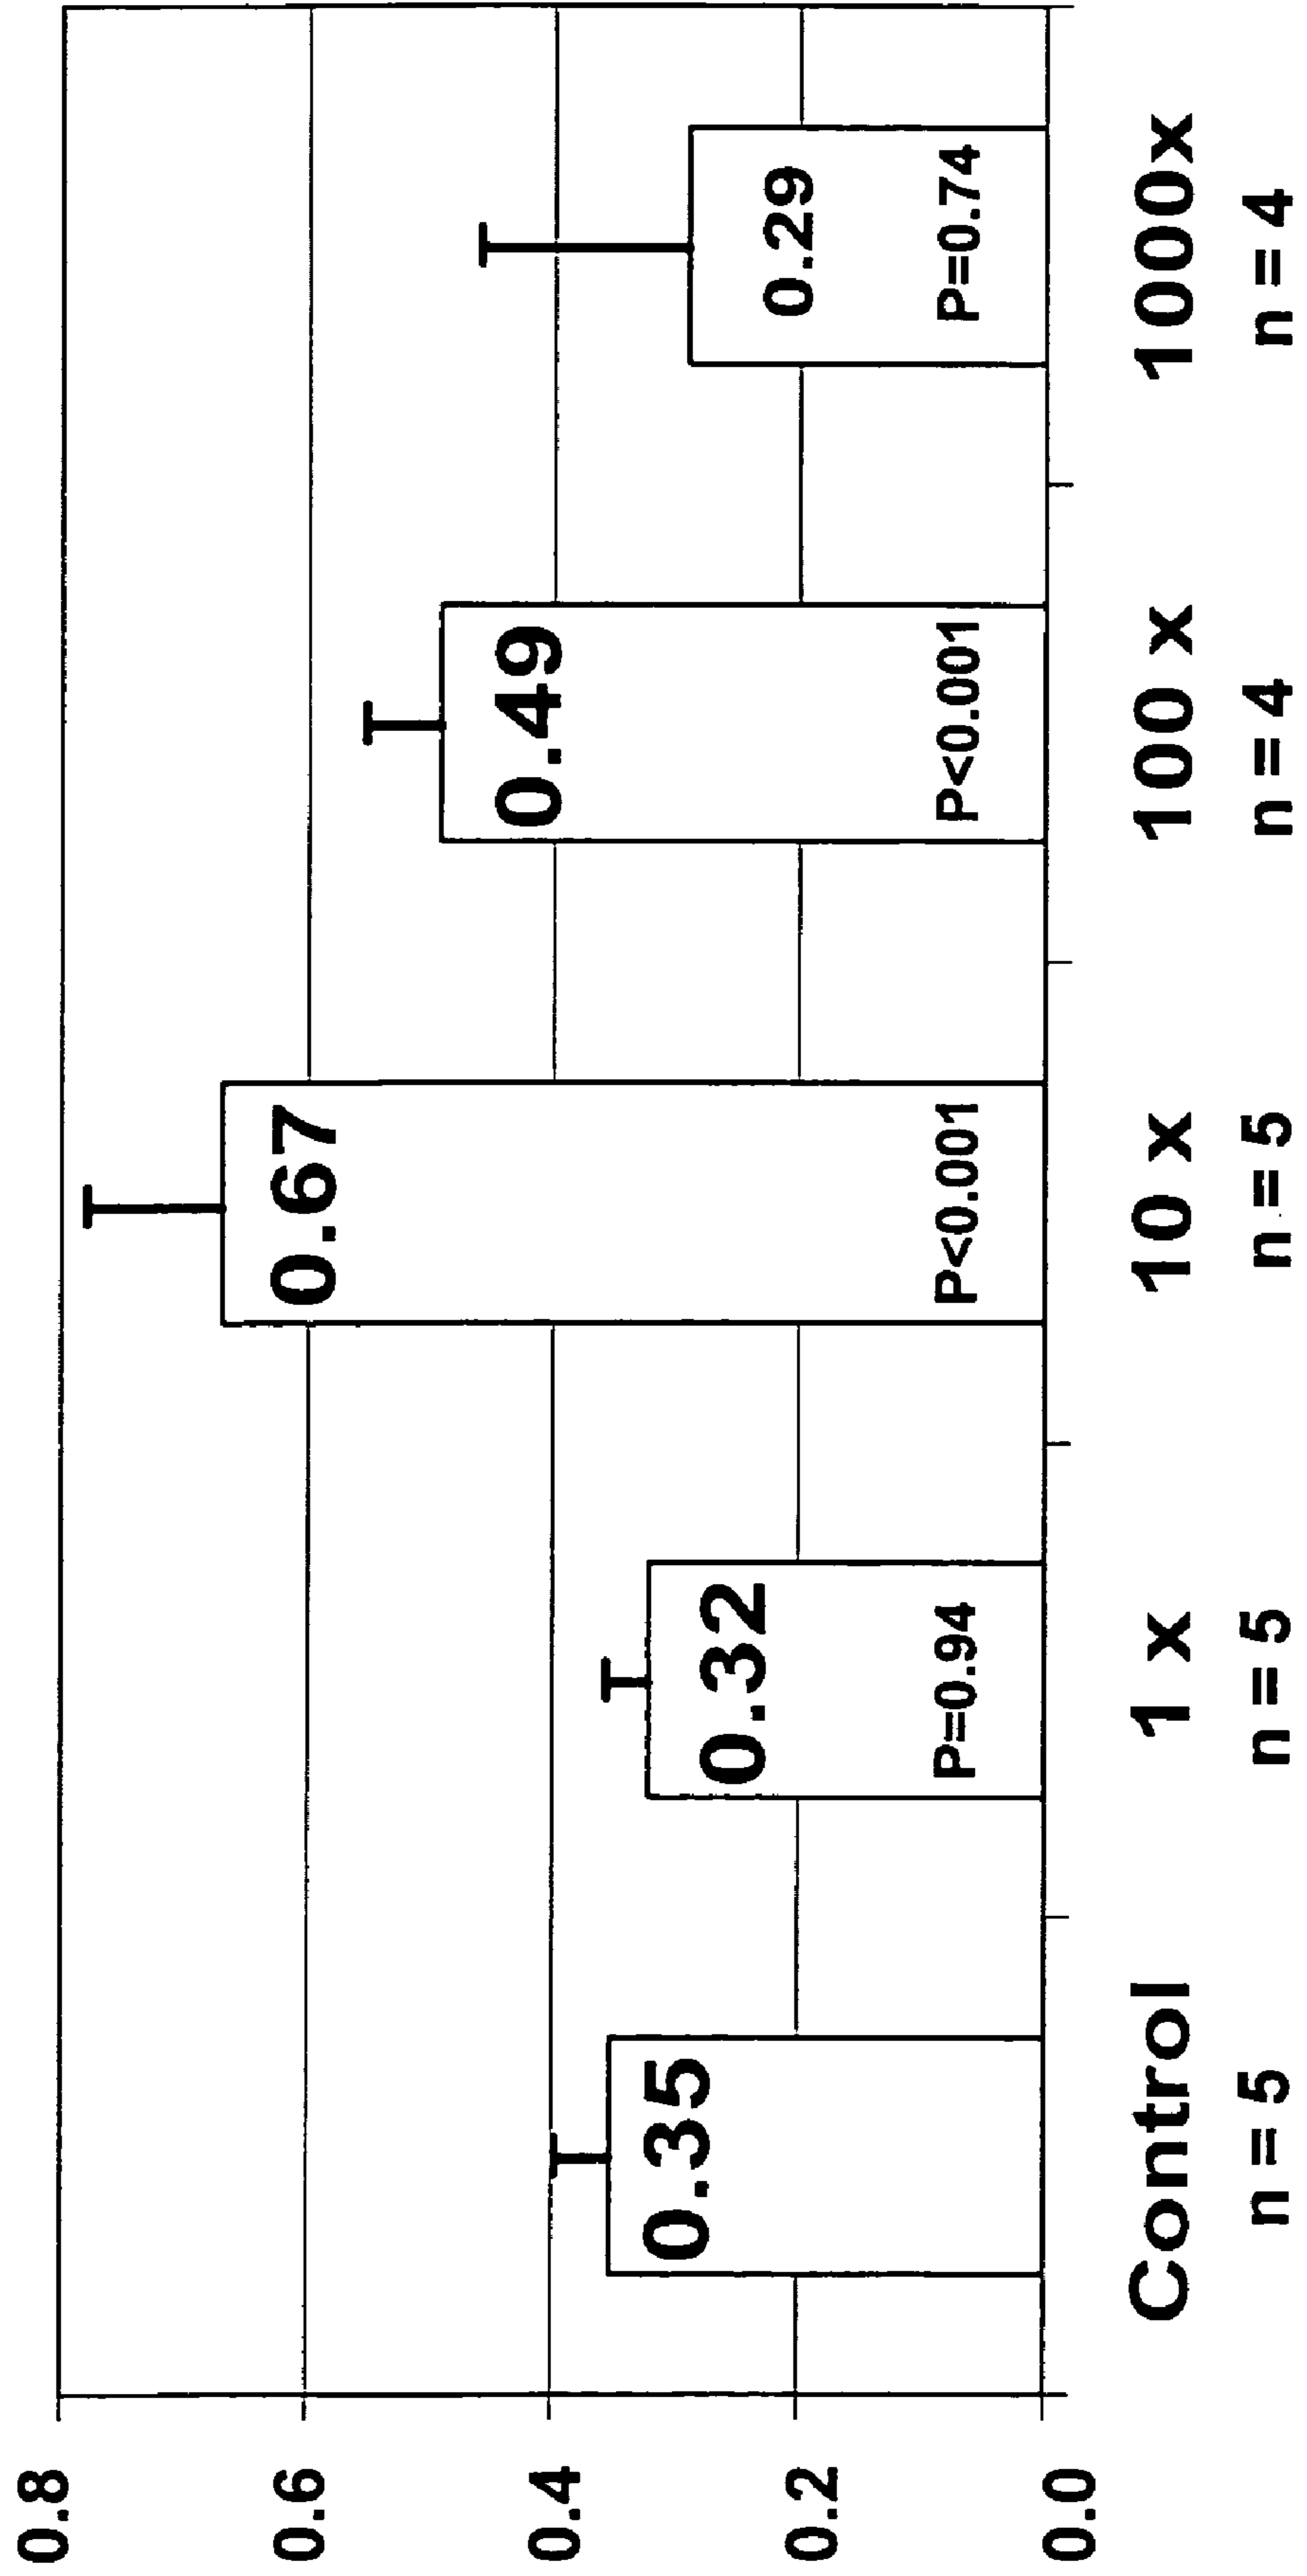 0.8
0.6
0.4
0.2
0.0
0.35
0.32
P=0.94
0.67
P<0.001
0.49
P<0.001
0.29
P=0.74
Control 1 x 10 x 100 x 1000x
n = 5 n = 5 n = 5 n = 4 n = 4